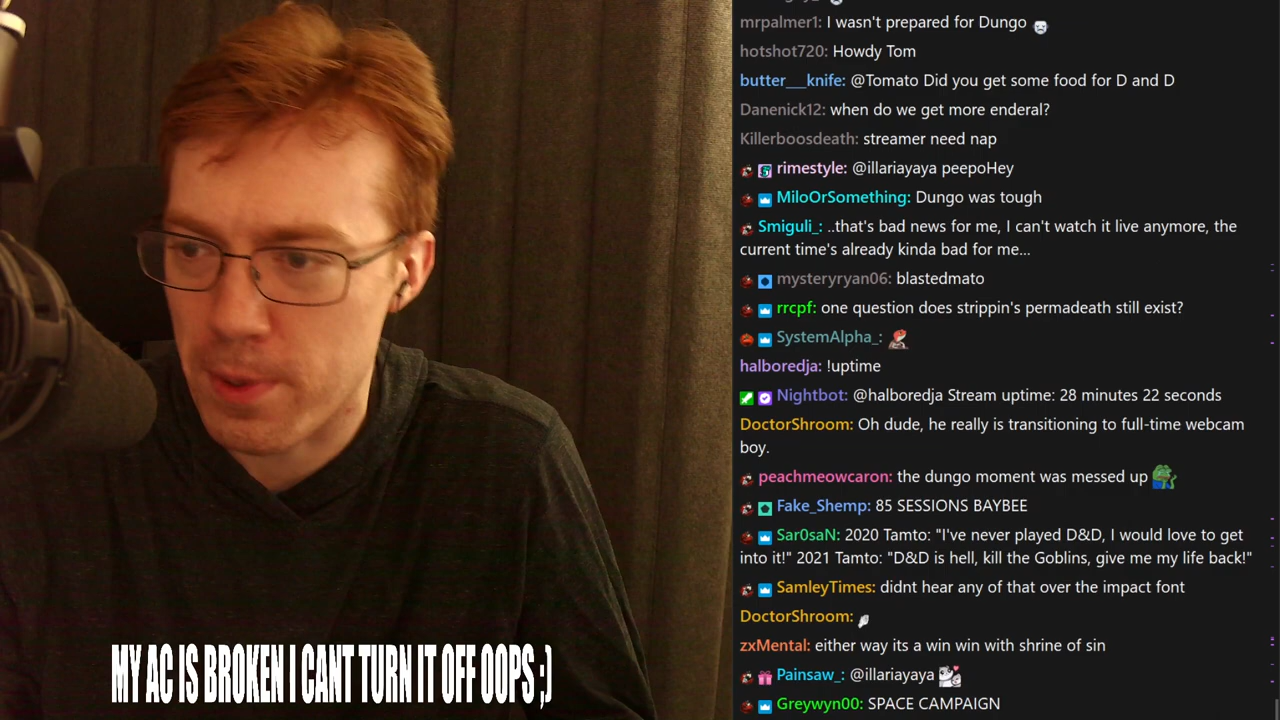 mrpalmer1: I wasn't prepared for Dungo
hotshot720: Howdy Tom
butter___knife: @Tomato Did you get some food for D and D
Danenick12: when do we get more enderal?
Killerboosdeath: streamer need nap
rimestyle: @illariayaya peepoHey
MiloOrSomething: Dungo was tough
Smiguli_: ..that's bad news for me, I can't watch it live anymore, the
current time's already kinda bad for me...
mysteryryan06: blastedmato
rrcpf: one question does strippin's permadeath still exist?
SystemAlpha_:
halboredja: !uptime
Nightbot: @halboredja Stream uptime: 28 minutes 22 seconds
DoctorShroom: Oh dude, he really is transitioning to full-time webcam
boy.
peachmeowcaron: the dungo moment was messed up
Fake_Shemp: 85 SESSIONS BAYBEE
Sar0saN: 2020 Tamto: "I've never played D&D, I would love to get
into it!" 2021 Tamto: "D&D is hell, kill the Goblins, give me my life back!"
SamleyTimes: didnt hear any of that over the impact font
DoctorShroom:
zxMental: either way its a win win with shrine of sin
Painsaw_: @illariayaya
Greywyn00: SPACE CAMPAIGN
MY AC IS BROKEN I CANT TURN IT OFF OOPS ;)